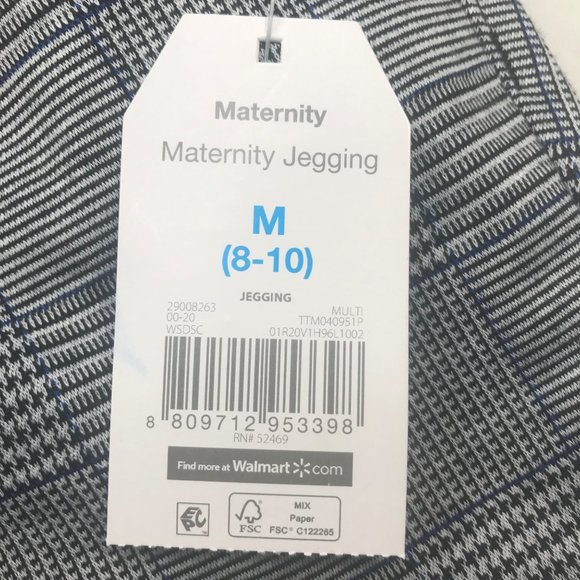 Maternity
Maternity Jegging
M
(8-10)
JEGGING
29008263 MULTI
00-20 TTM040951P
WSDSC 01R20V1H96L1002
8 809712 953398
RN# 52469
Find more at Walmart.com
EPC
FSC
MIX
Paper
FSC® C122265